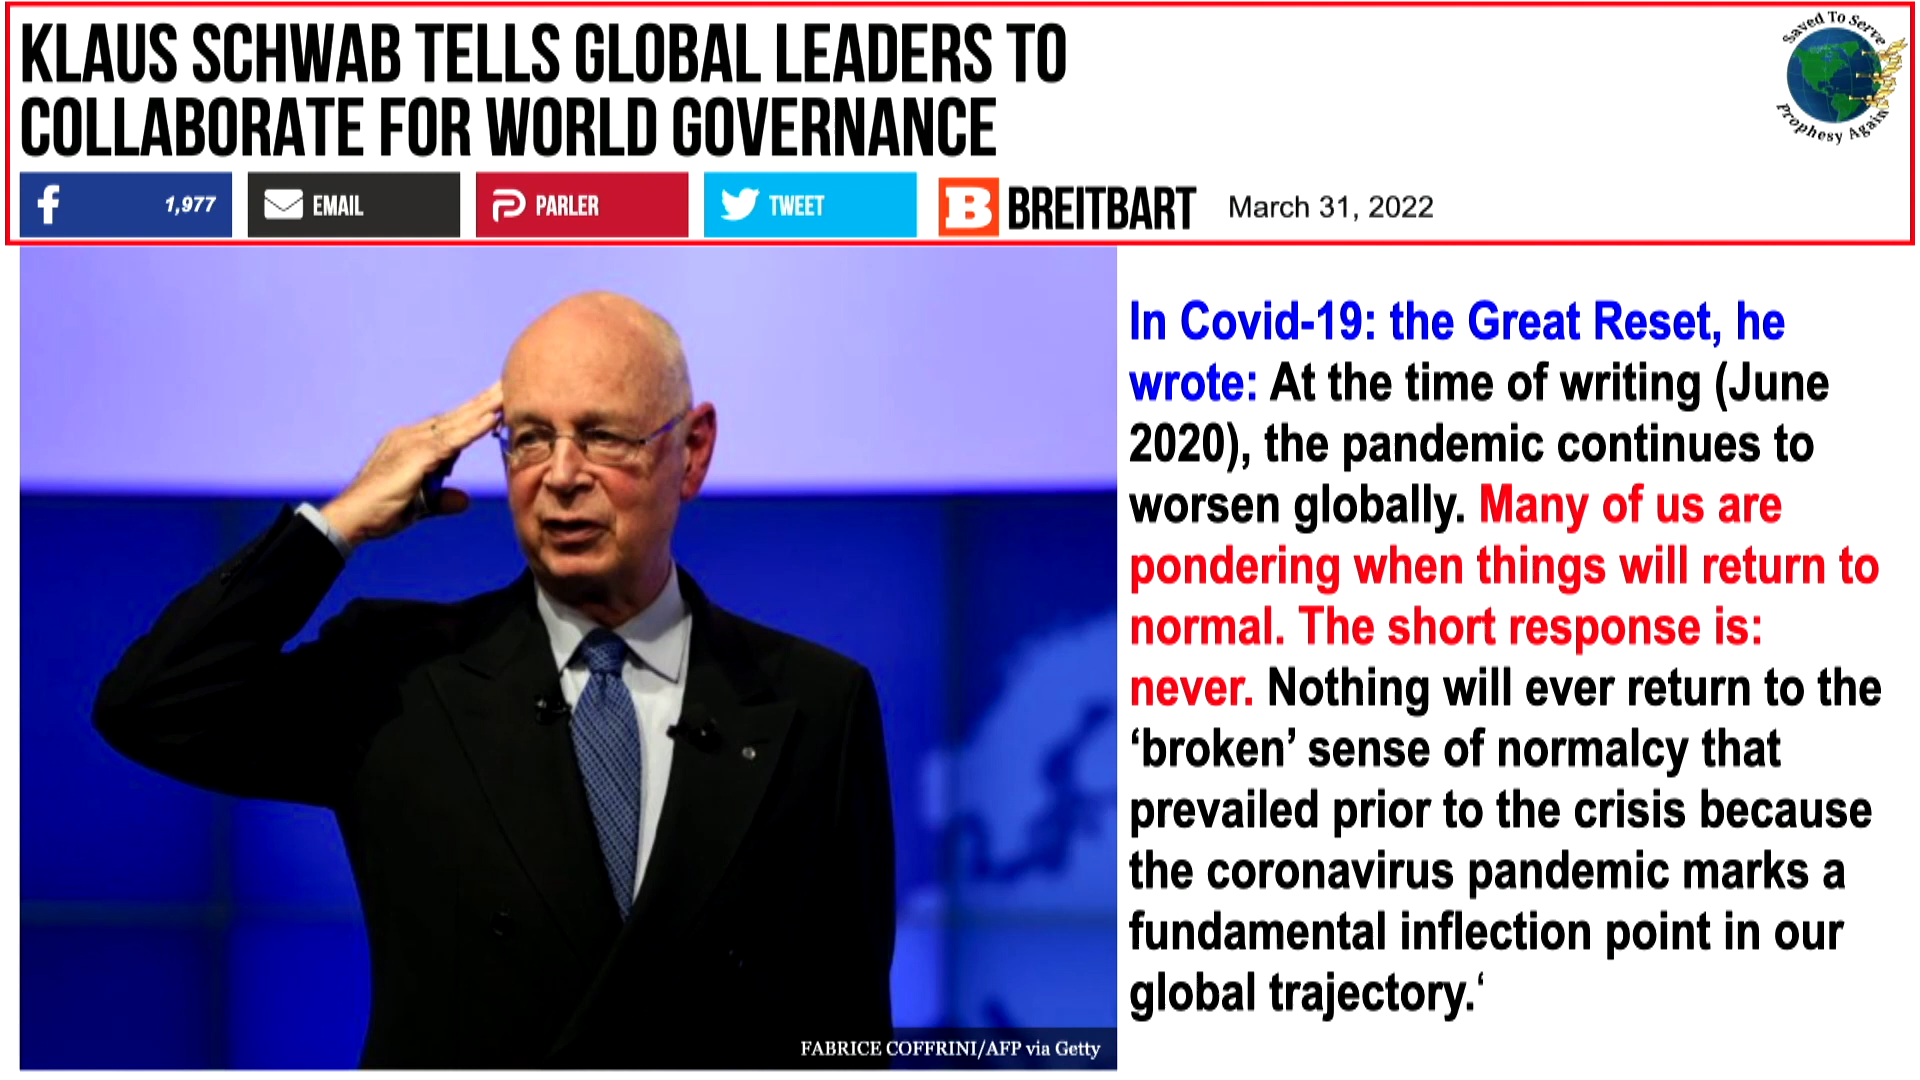 KLAUS SCHWAB TELLS GLOBAL LEADERS TO
COLLABORATE FOR WORLD GOVERNANCE
f 1,977 EMAIL PARLER TWEET B BREITBART March 31, 2022
Saved To Serve
Prophesy Again
In Covid-19: the Great Reset, he
wrote: At the time of writing (June
2020), the pandemic continues to
worsen globally. Many of us are
pondering when things will return to
normal. The short response is:
never. Nothing will ever return to the
‘broken’ sense of normalcy that
prevailed prior to the crisis because
the coronavirus pandemic marks a
fundamental inflection point in our
global trajectory.‘
FABRICE COFFRINI/AFP via Getty